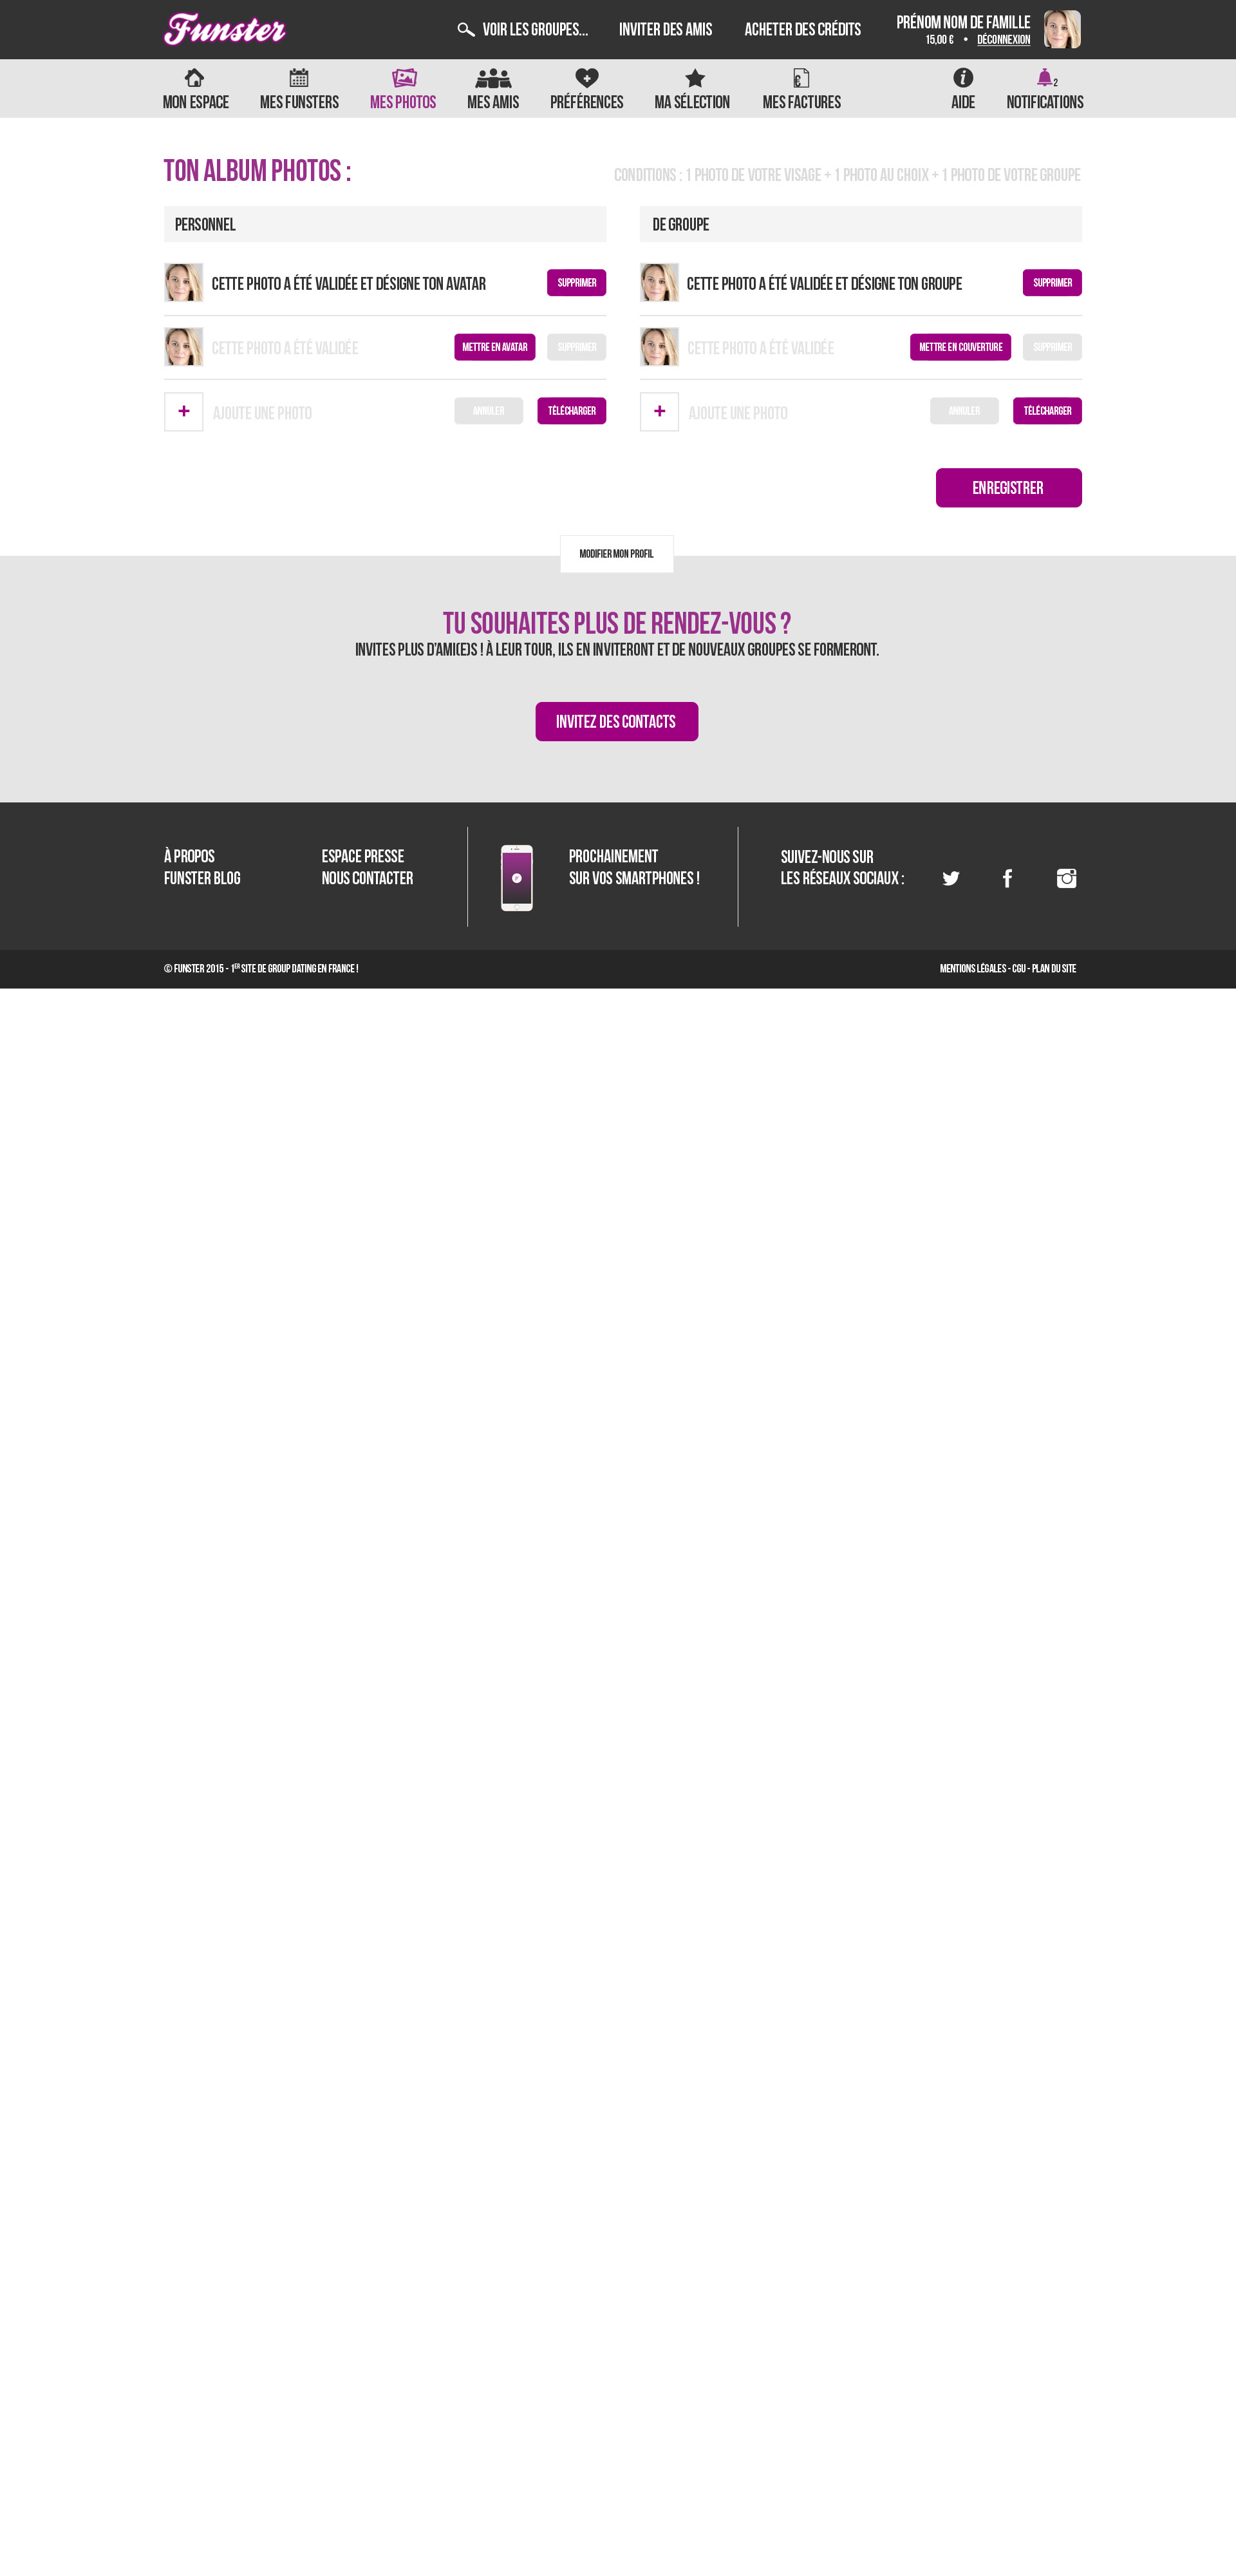 Funster
VOIR LES GROUPES...
INVITER DES AMIS
ACHETER DES CRÉDITS
PRÉNOM NOM DE FAMILLE
15,00 € • DÉCONNEXION
MON ESPACE
MES FUNSTERS
MES PHOTOS
MES AMIS
PRÉFÉRENCES
MA SÉLECTION
€
MES FACTURES
AIDE
2
NOTIFICATIONS
TON ALBUM PHOTOS :
CONDITIONS : 1 PHOTO DE VOTRE VISAGE + 1 PHOTO AU CHOIX + 1 PHOTO DE VOTRE GROUPE
PERSONNEL
CETTE PHOTO A ÉTÉ VALIDÉE ET DÉSIGNE TON AVATAR
SUPPRIMER
CETTE PHOTO A ÉTÉ VALIDÉE
METTRE EN AVATAR
SUPPRIMER
+
AJOUTE UNE PHOTO
ANNULER
TÉLÉCHARGER
DE GROUPE
CETTE PHOTO A ÉTÉ VALIDÉE ET DÉSIGNE TON GROUPE
SUPPRIMER
CETTE PHOTO A ÉTÉ VALIDÉE
METTRE EN COUVERTURE
SUPPRIMER
+
AJOUTE UNE PHOTO
ANNULER
TÉLÉCHARGER
ENREGISTRER
MODIFIER MON PROFIL
TU SOUHAITES PLUS DE RENDEZ-VOUS ?
INVITES PLUS D'AMI(E)S ! À LEUR TOUR, ILS EN INVITERONT ET DE NOUVEAUX GROUPES SE FORMERONT.
INVITEZ DES CONTACTS
À PROPOS
FUNSTER BLOG
ESPACE PRESSE
NOUS CONTACTER
PROCHAINEMENT
SUR VOS SMARTPHONES !
SUIVEZ-NOUS SUR
LES RÉSEAUX SOCIAUX :
© FUNSTER 2015 - 1ER SITE DE GROUP DATING EN FRANCE !
MENTIONS LÉGALES - CGU - PLAN DU SITE